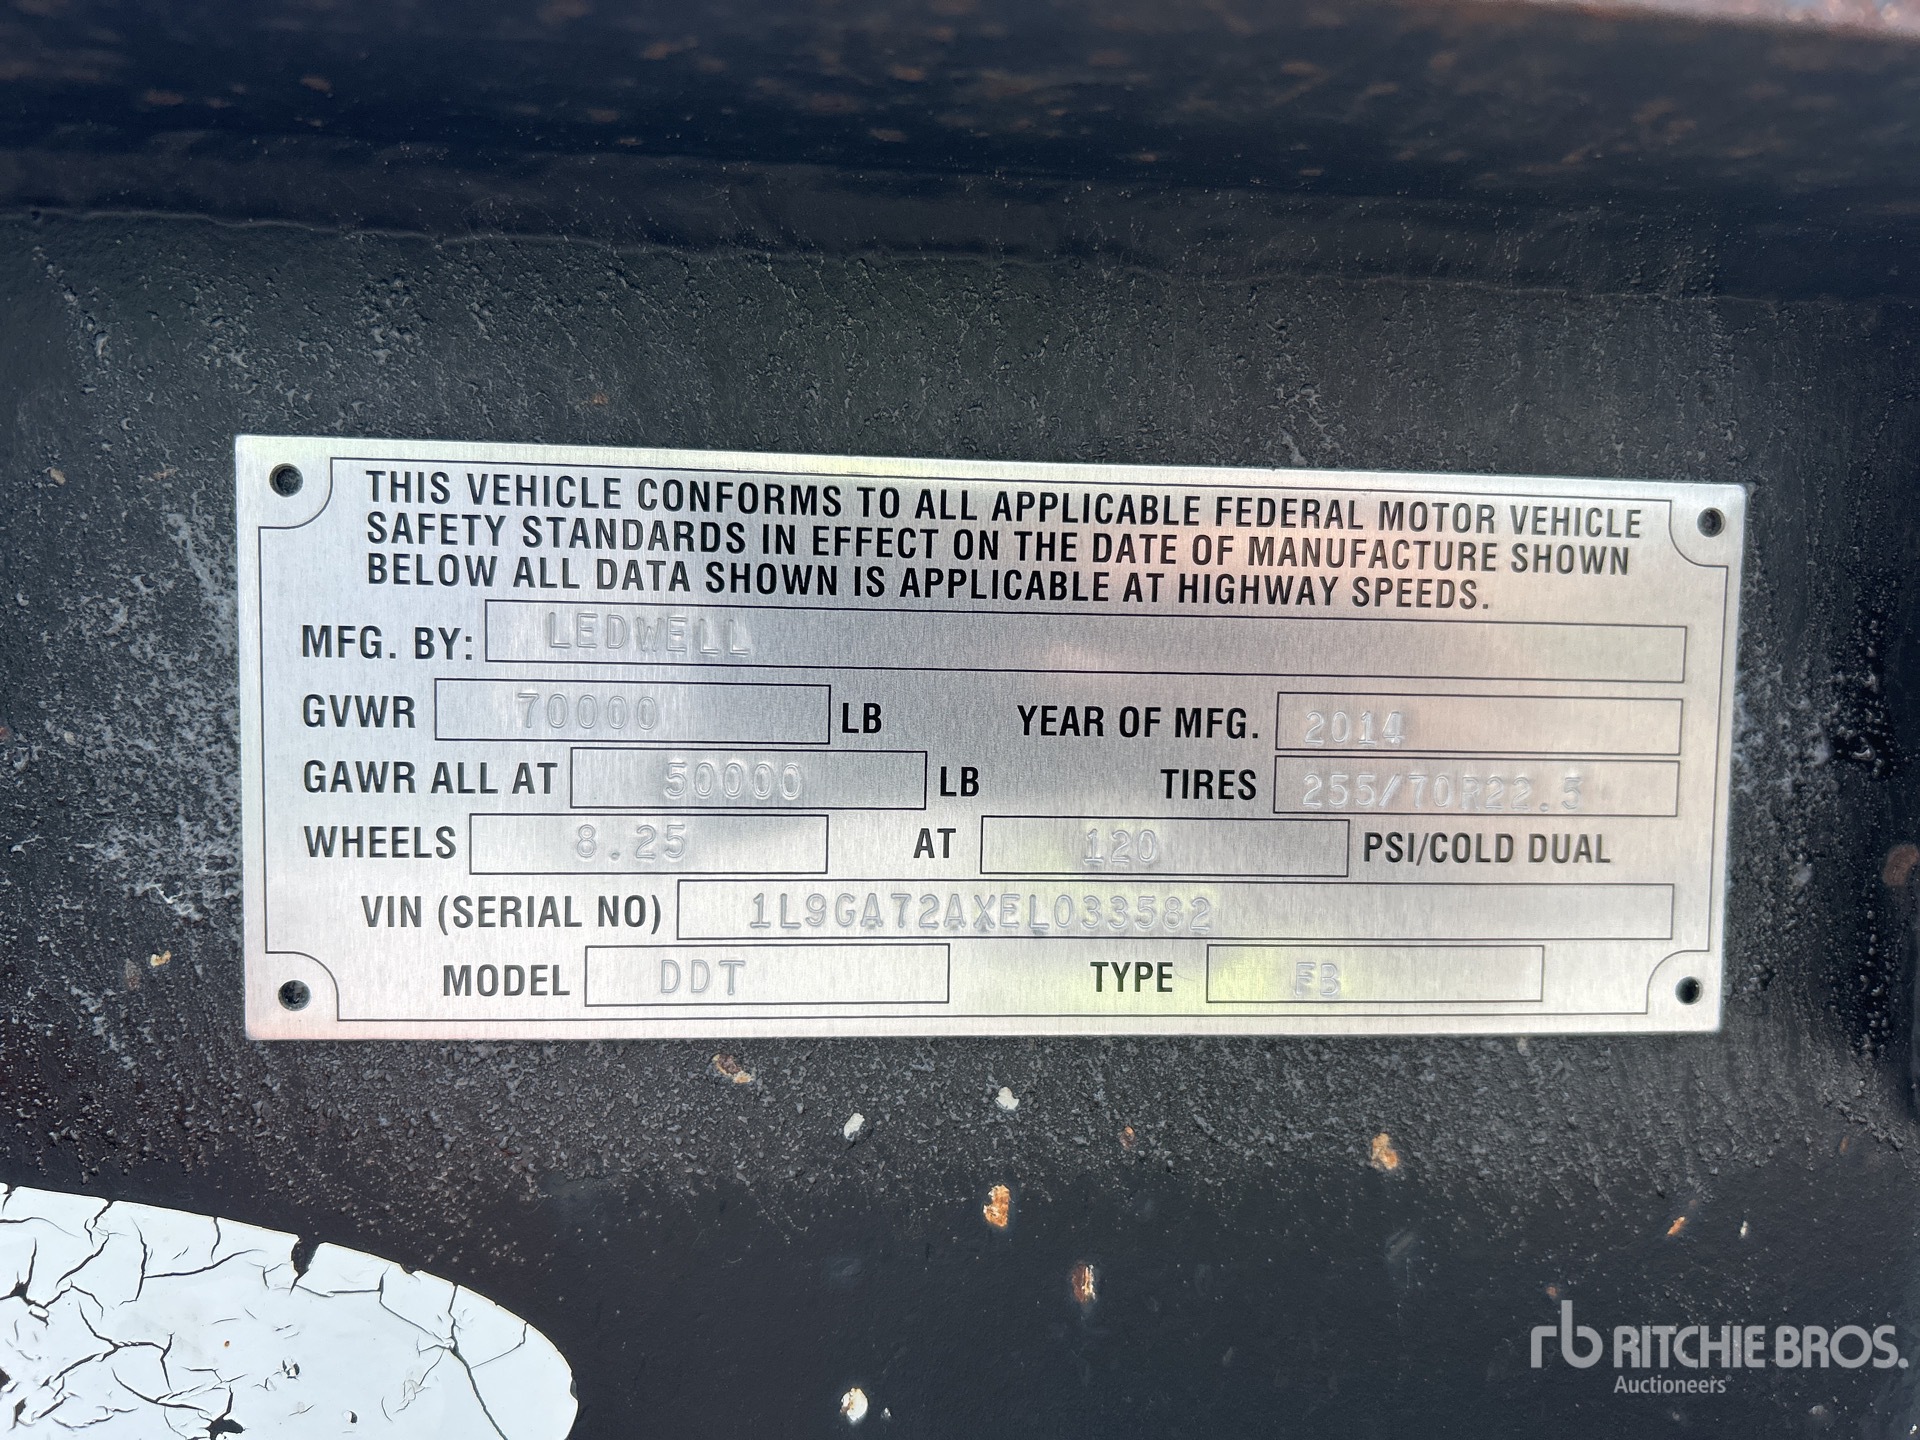 THIS VEHICLE CONFORMS TO ALL APPLICABLE FEDERAL MOTOR VEHICLE
SAFETY STANDARDS IN EFFECT ON THE DATE OF MANUFACTURE SHOWN
BELOW ALL DATA SHOWN IS APPLICABLE AT HIGHWAY SPEEDS.
MFG. BY: LEDWELL
GVWR 70000 LB YEAR OF MFG. 2014
GAWR ALL AT 50000 LB TIRES 255/70R22.5
WHEELS 8.25 AT 120 PSI/COLD DUAL
VIN (SERIAL NO) 1L9GA72AXEL033582
MODEL DDT TYPE FB
rb RITCHIE BROS.
Auctioneers